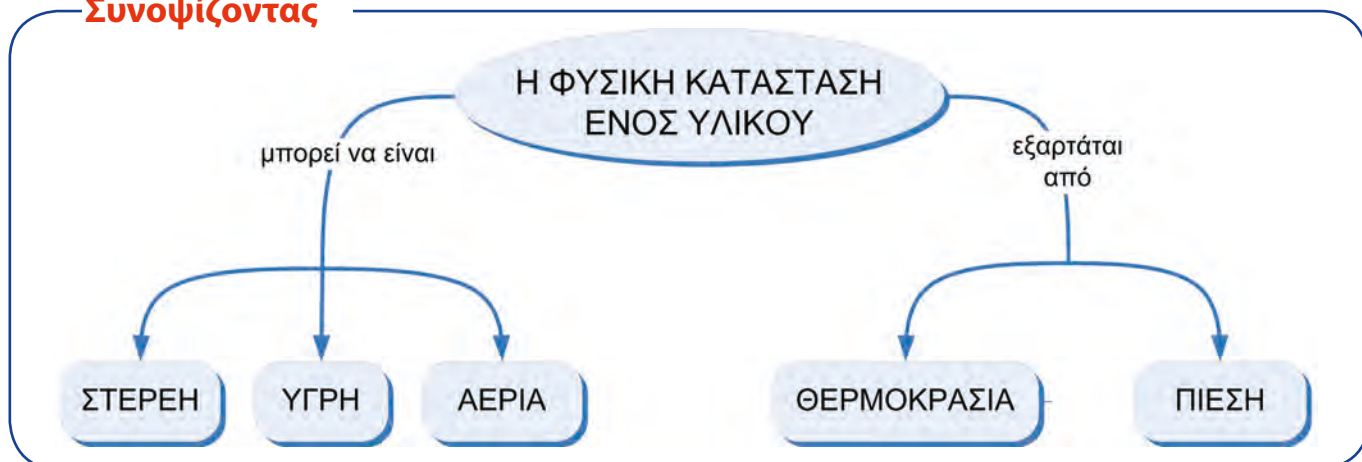 Συνοψίζοντας
Η ΦΥΣΙΚΗ ΚΑΤΑΣΤΑΣΗ
ΕΝΟΣ ΥΛΙΚΟΥ
μπορεί να είναι
εξαρτάται
από
ΣΤΕΡΕΗ
ΥΓΡΗ
ΑΕΡΙΑ
ΘΕΡΜΟΚΡΑΣΙΑ
ΠΙΕΣΗ